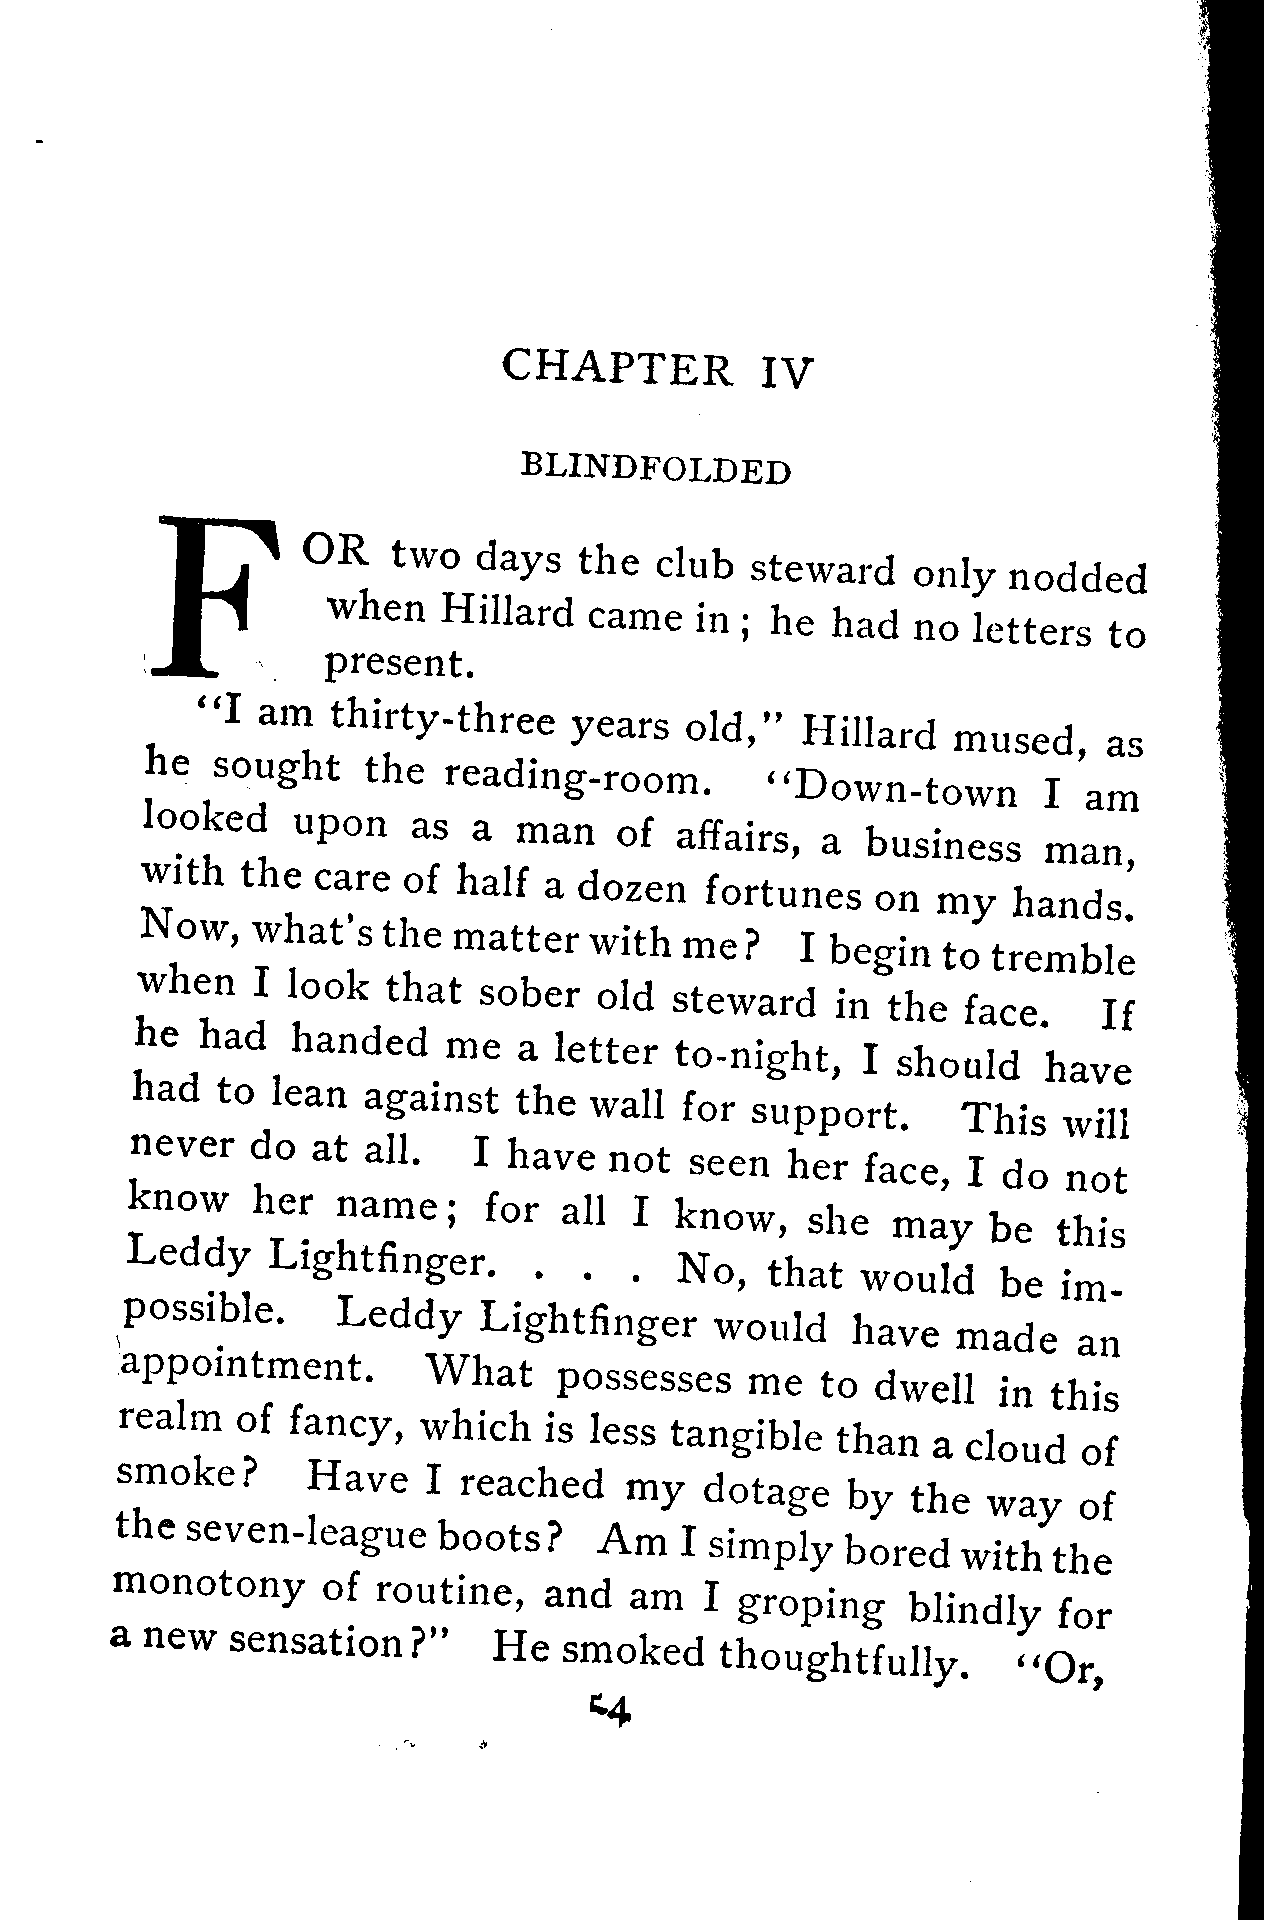 CHAPTER IV
BLINDFOLDED
FOR two days the club steward only nodded
when Hillard came in; he had no letters to
present.
"I am thirty-three years old," Hillard mused, as
he sought the reading-room. "Down-town I am
looked upon as a man of affairs, a business man,
with the care of half a dozen fortunes on my hands.
Now, what's the matter with me? I begin to tremble
when I look that sober old steward in the face. If
he had handed me a letter to-night, I should have
had to lean against the wall for support. This will
never do at all. I have not seen her face, I do not
know her name; for all I know, she may be this
Leddy Lightfinger. . . . No, that would be im-
possible. Leddy Lightfinger would have made an
appointment. What possesses me to dwell in this
realm of fancy, which is less tangible than a cloud of
smoke? Have I reached my dotage by the way of
the seven-league boots? Am I simply bored with the
monotony of routine, and am I groping blindly for
a new sensation?" He smoked thoughtfully. "Or,